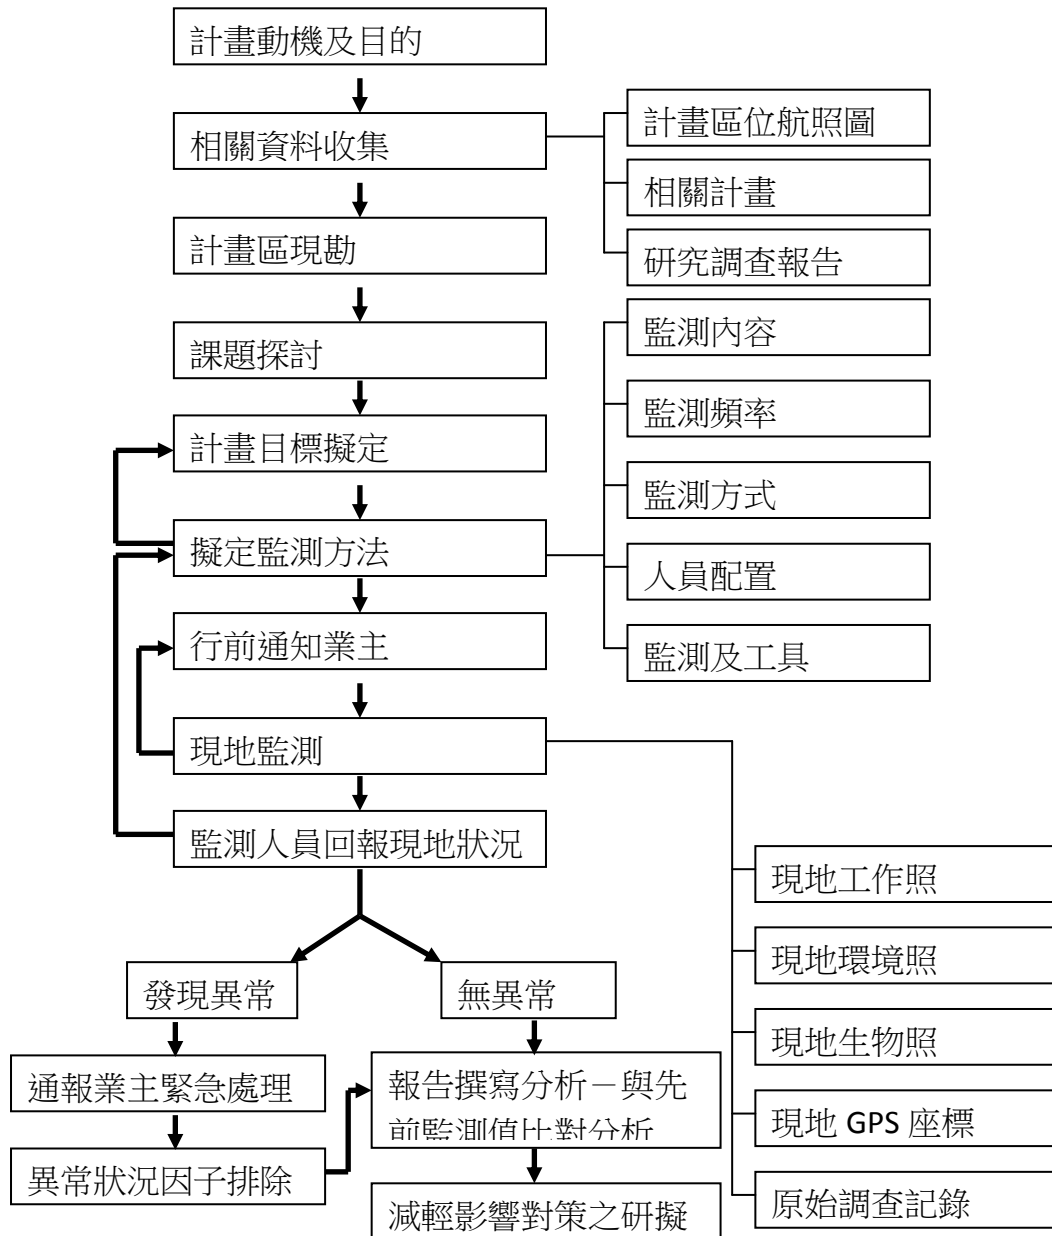 計畫動機及目的
相關資料收集
計畫區位航照圖
相關計畫
研究調查報告
計畫區現勘
課題探討
計畫目標擬定
擬定監測方法
監測內容
監測頻率
監測方式
人員配置
監測及工具
行前通知業主
現地監測
監測人員回報現地狀況
現地工作照
現地環境照
現地生物照
現地 GPS 座標
原始調查記錄
發現異常
無異常
通報業主緊急處理
異常狀況因子排除
報告撰寫分析－與先
前監測值比對分析
減輕影響對策之研擬